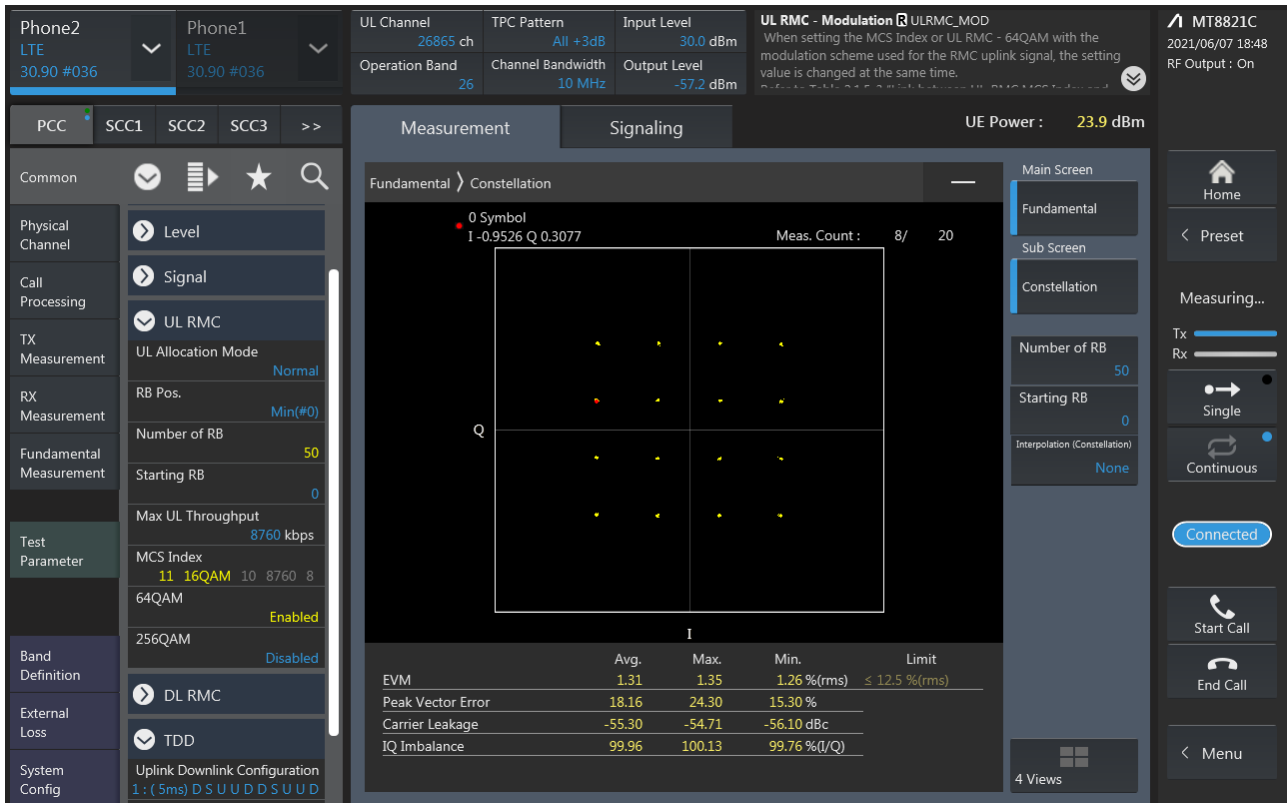 Phone2
LTE
30.90 #036
Phone1
LTE
30.90 #036
UL Channel
26865 ch
TPC Pattern
All +3dB
Input Level
30.0 dBm
Operation Band
26
Channel Bandwidth
10 MHz
Output Level
-57.2 dBm
UL RMC - Modulation R ULRMC_MOD
When setting the MCS Index or UL RMC - 64QAM with the
modulation scheme used for the RMC uplink signal, the setting
value is changed at the same time.
MT8821C
2021/06/07 18:48
RF Output : On
PCC SCC1 SCC2 SCC3 >>
Common
Physical
Channel
Call
Processing
TX
Measurement
RX
Measurement
Fundamental
Measurement
Test
Parameter
Band
Definition
External
Loss
System
Config
Level
Signal
UL RMC
UL Allocation Mode
Normal
RB Pos.
Min(#0)
Number of RB
50
Starting RB
0
Max UL Throughput
8760 kbps
MCS Index
11 16QAM 10 8760 8
64QAM
Enabled
256QAM
Disabled
DL RMC
TDD
Uplink Downlink Configuration
1 : ( 5ms) D S U U D D S U U D
Measurement
Signaling
UE Power : 23.9 dBm
Fundamental 〉 Constellation
0 Symbol
I -0.9526 Q 0.3077
Meas. Count : 8/ 20
Q
I
Avg. Max. Min. Limit
EVM 1.31 1.35 1.26 %(rms) ≤ 12.5 %(rms)
Peak Vector Error 18.16 24.30 15.30 %
Carrier Leakage -55.30 -54.71 -56.10 dBc
IQ Imbalance 99.96 100.13 99.76 %(I/Q)
Main Screen
Fundamental
Sub Screen
Constellation
Number of RB
50
Starting RB
0
Interpolation (Constellation)
None
4 Views
Home
< Preset
Measuring...
Tx
Rx
Single
Continuous
Connected
Start Call
End Call
< Menu